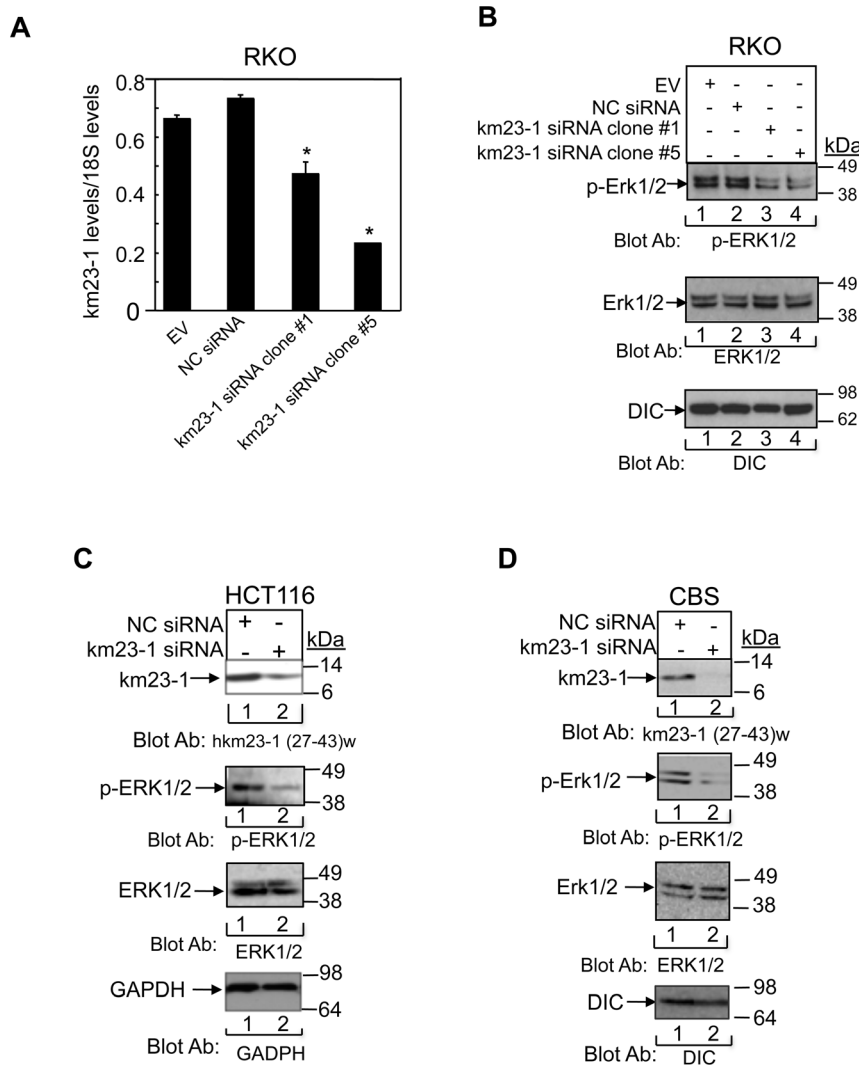 A
RKO
km23-1 levels/18S levels
0.8
0.6
0.4
0.2
0
* *
EV
NC siRNA
km23-1 siRNA clone #1
km23-1 siRNA clone #5
B
RKO
EV + - - -
NC siRNA - + - -
km23-1 siRNA clone #1 - - + -
km23-1 siRNA clone #5 - - - + kDa
p-Erk1/2 49
38
1 2 3 4
Blot Ab: p-ERK1/2
Erk1/2 49
38
1 2 3 4
Blot Ab: ERK1/2
DIC 98
62
1 2 3 4
Blot Ab: DIC
C
HCT116
NC siRNA + -
km23-1 siRNA - + kDa
km23-1 14
6
1 2
Blot Ab: hkm23-1 (27-43)w
p-ERK1/2 49
38
1 2
Blot Ab: p-ERK1/2
ERK1/2 49
38
1 2
Blot Ab: ERK1/2
GAPDH 98
64
1 2
Blot Ab: GADPH
D
CBS
NC siRNA + -
km23-1 siRNA - + kDa
km23-1 14
6
1 2
Blot Ab: km23-1 (27-43)w
p-Erk1/2 49
38
1 2
Blot Ab: p-ERK1/2
Erk1/2 49
38
1 2
Blot Ab: ERK1/2
DIC 98
64
1 2
Blot Ab: DIC